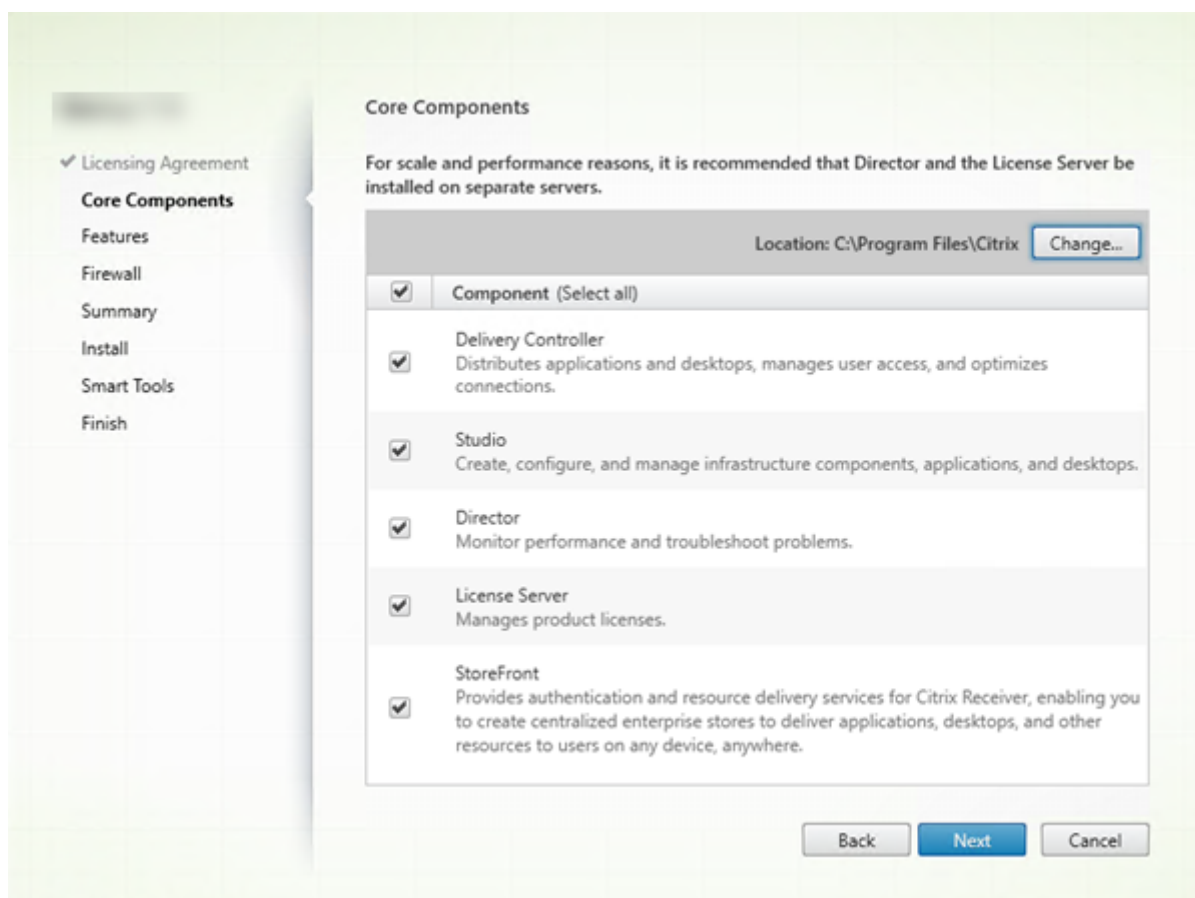 Licensing Agreement
Core Components
Features
Firewall
Summary
Install
Smart Tools
Finish
Core Components
For scale and performance reasons, it is recommended that Director and the License Server be
installed on separate servers.
Location: C:\Program Files\Citrix Change...
Component (Select all)
Delivery Controller
Distributes applications and desktops, manages user access, and optimizes
connections.
Studio
Create, configure, and manage infrastructure components, applications, and desktops.
Director
Monitor performance and troubleshoot problems.
License Server
Manages product licenses.
StoreFront
Provides authentication and resource delivery services for Citrix Receiver, enabling you
to create centralized enterprise stores to deliver applications, desktops, and other
resources to users on any device, anywhere.
Back Next Cancel